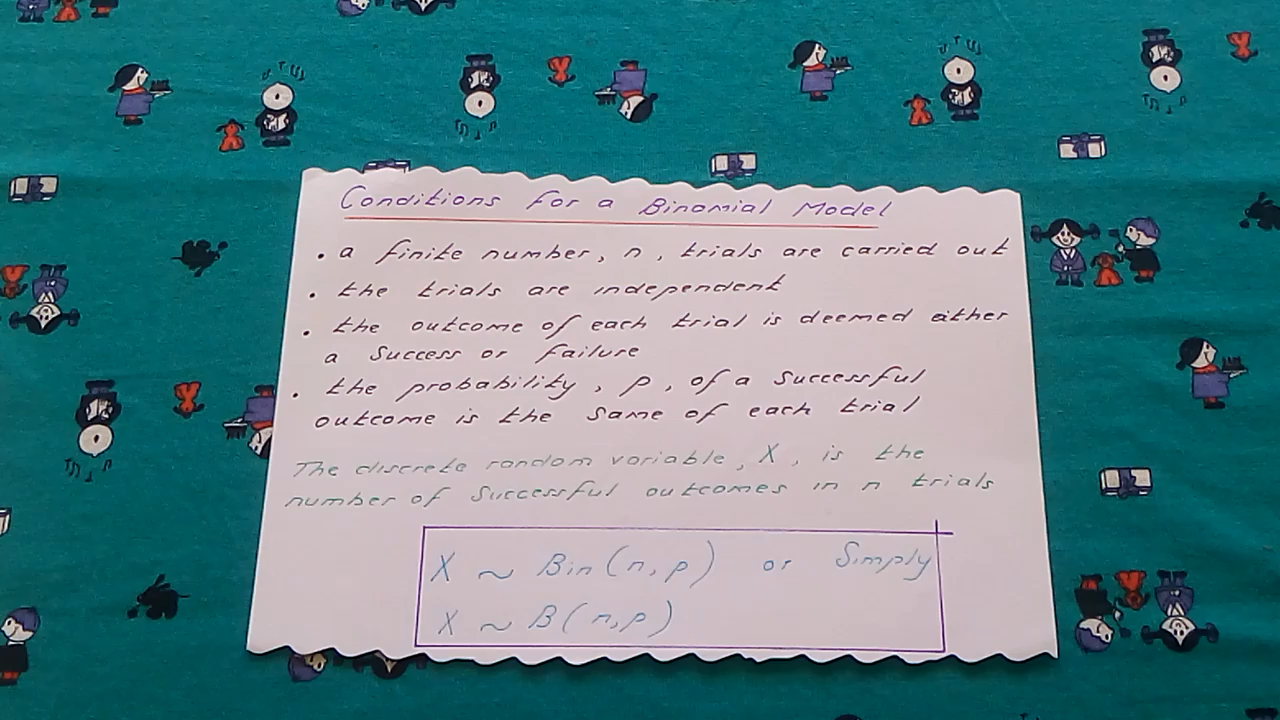 Conditions for a Binomial Model
• a finite number, n, trials are carried out
• the trials are independent
• the outcome of each trial is deemed either
a success or failure
• the probability, p, of a successful
outcome is the same of each trial
The discrete random variable, X, is the
number of successful outcomes in n trials
X ~ Bin(n,p) or Simply
X ~ B(n,p)